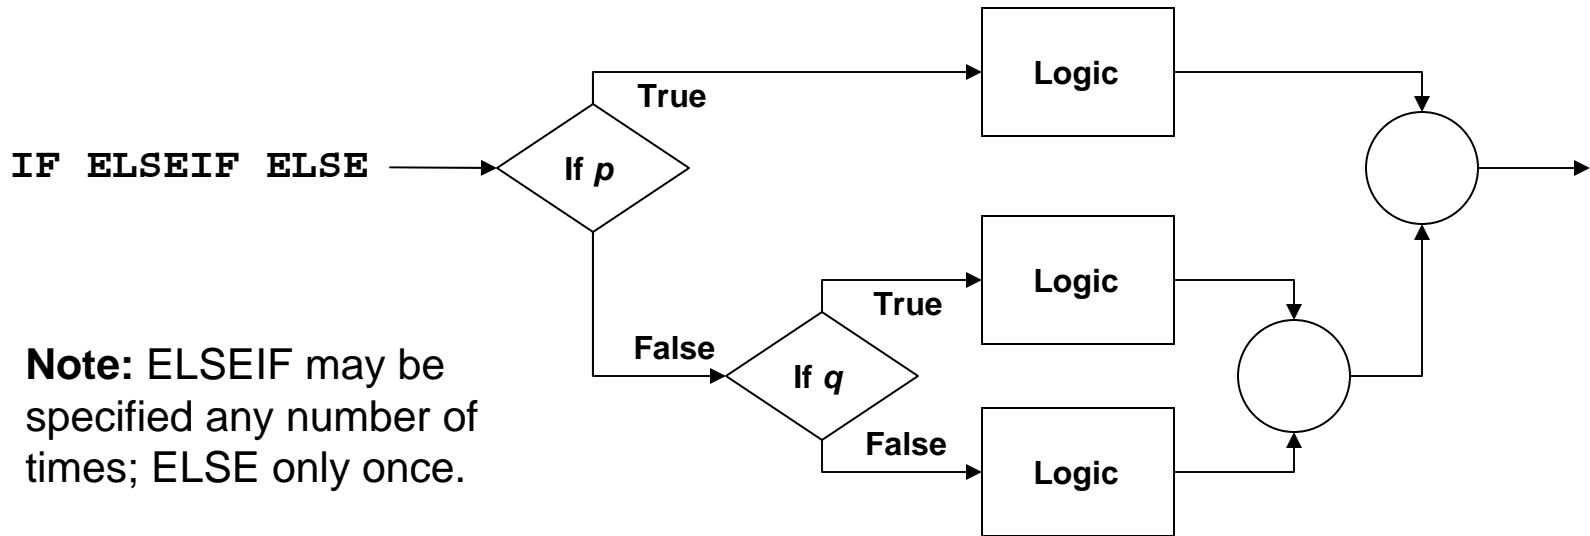 Logic
True
IF ELSEIF ELSE
If p
Logic
True
False
If q
Note: ELSEIF may be
specified any number of
times; ELSE only once.
False
Logic